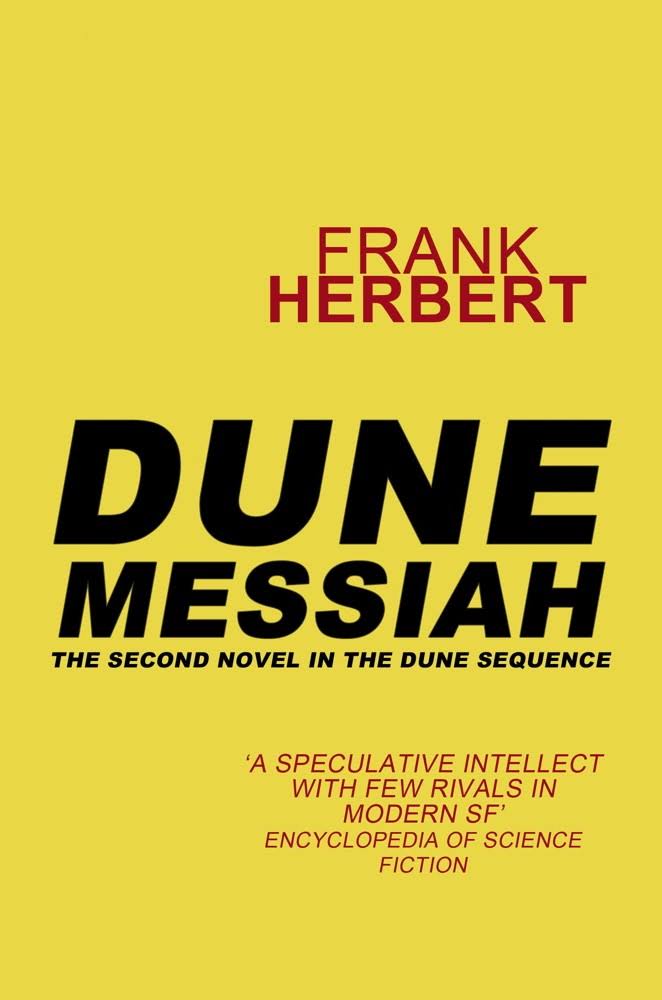 FRANK
HERBERT
DUNE
MESSIAH
THE SECOND NOVEL IN THE DUNE SEQUENCE
‘A SPECULATIVE INTELLECT
WITH FEW RIVALS IN
MODERN SF’
ENCYCLOPEDIA OF SCIENCE
FICTION